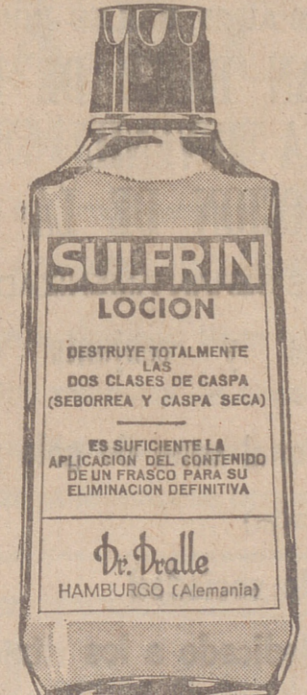 SULFRIN
LOCION
DESTRUYE TOTALMENTE
LAS
DOS CLASES DE CASPA
(SEBORREA Y CASPA SECA)
ES SUFICIENTE LA
APLICACION DEL CONTENIDO
DE UN FRASCO PARA SU
ELIMINACION DEFINITIVA
Dr. Dralle
HAMBURGO (Alemania)